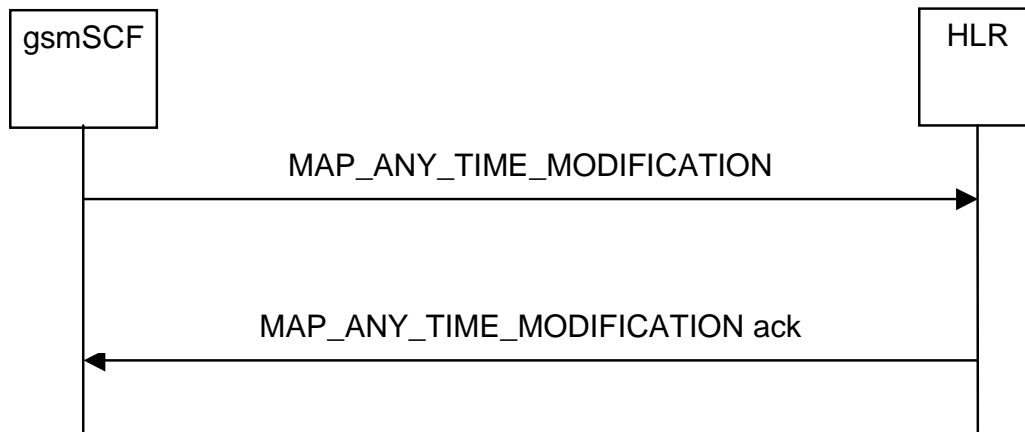 gsmSCF
HLR
MAP_ANY_TIME_MODIFICATION
MAP_ANY_TIME_MODIFICATION ack